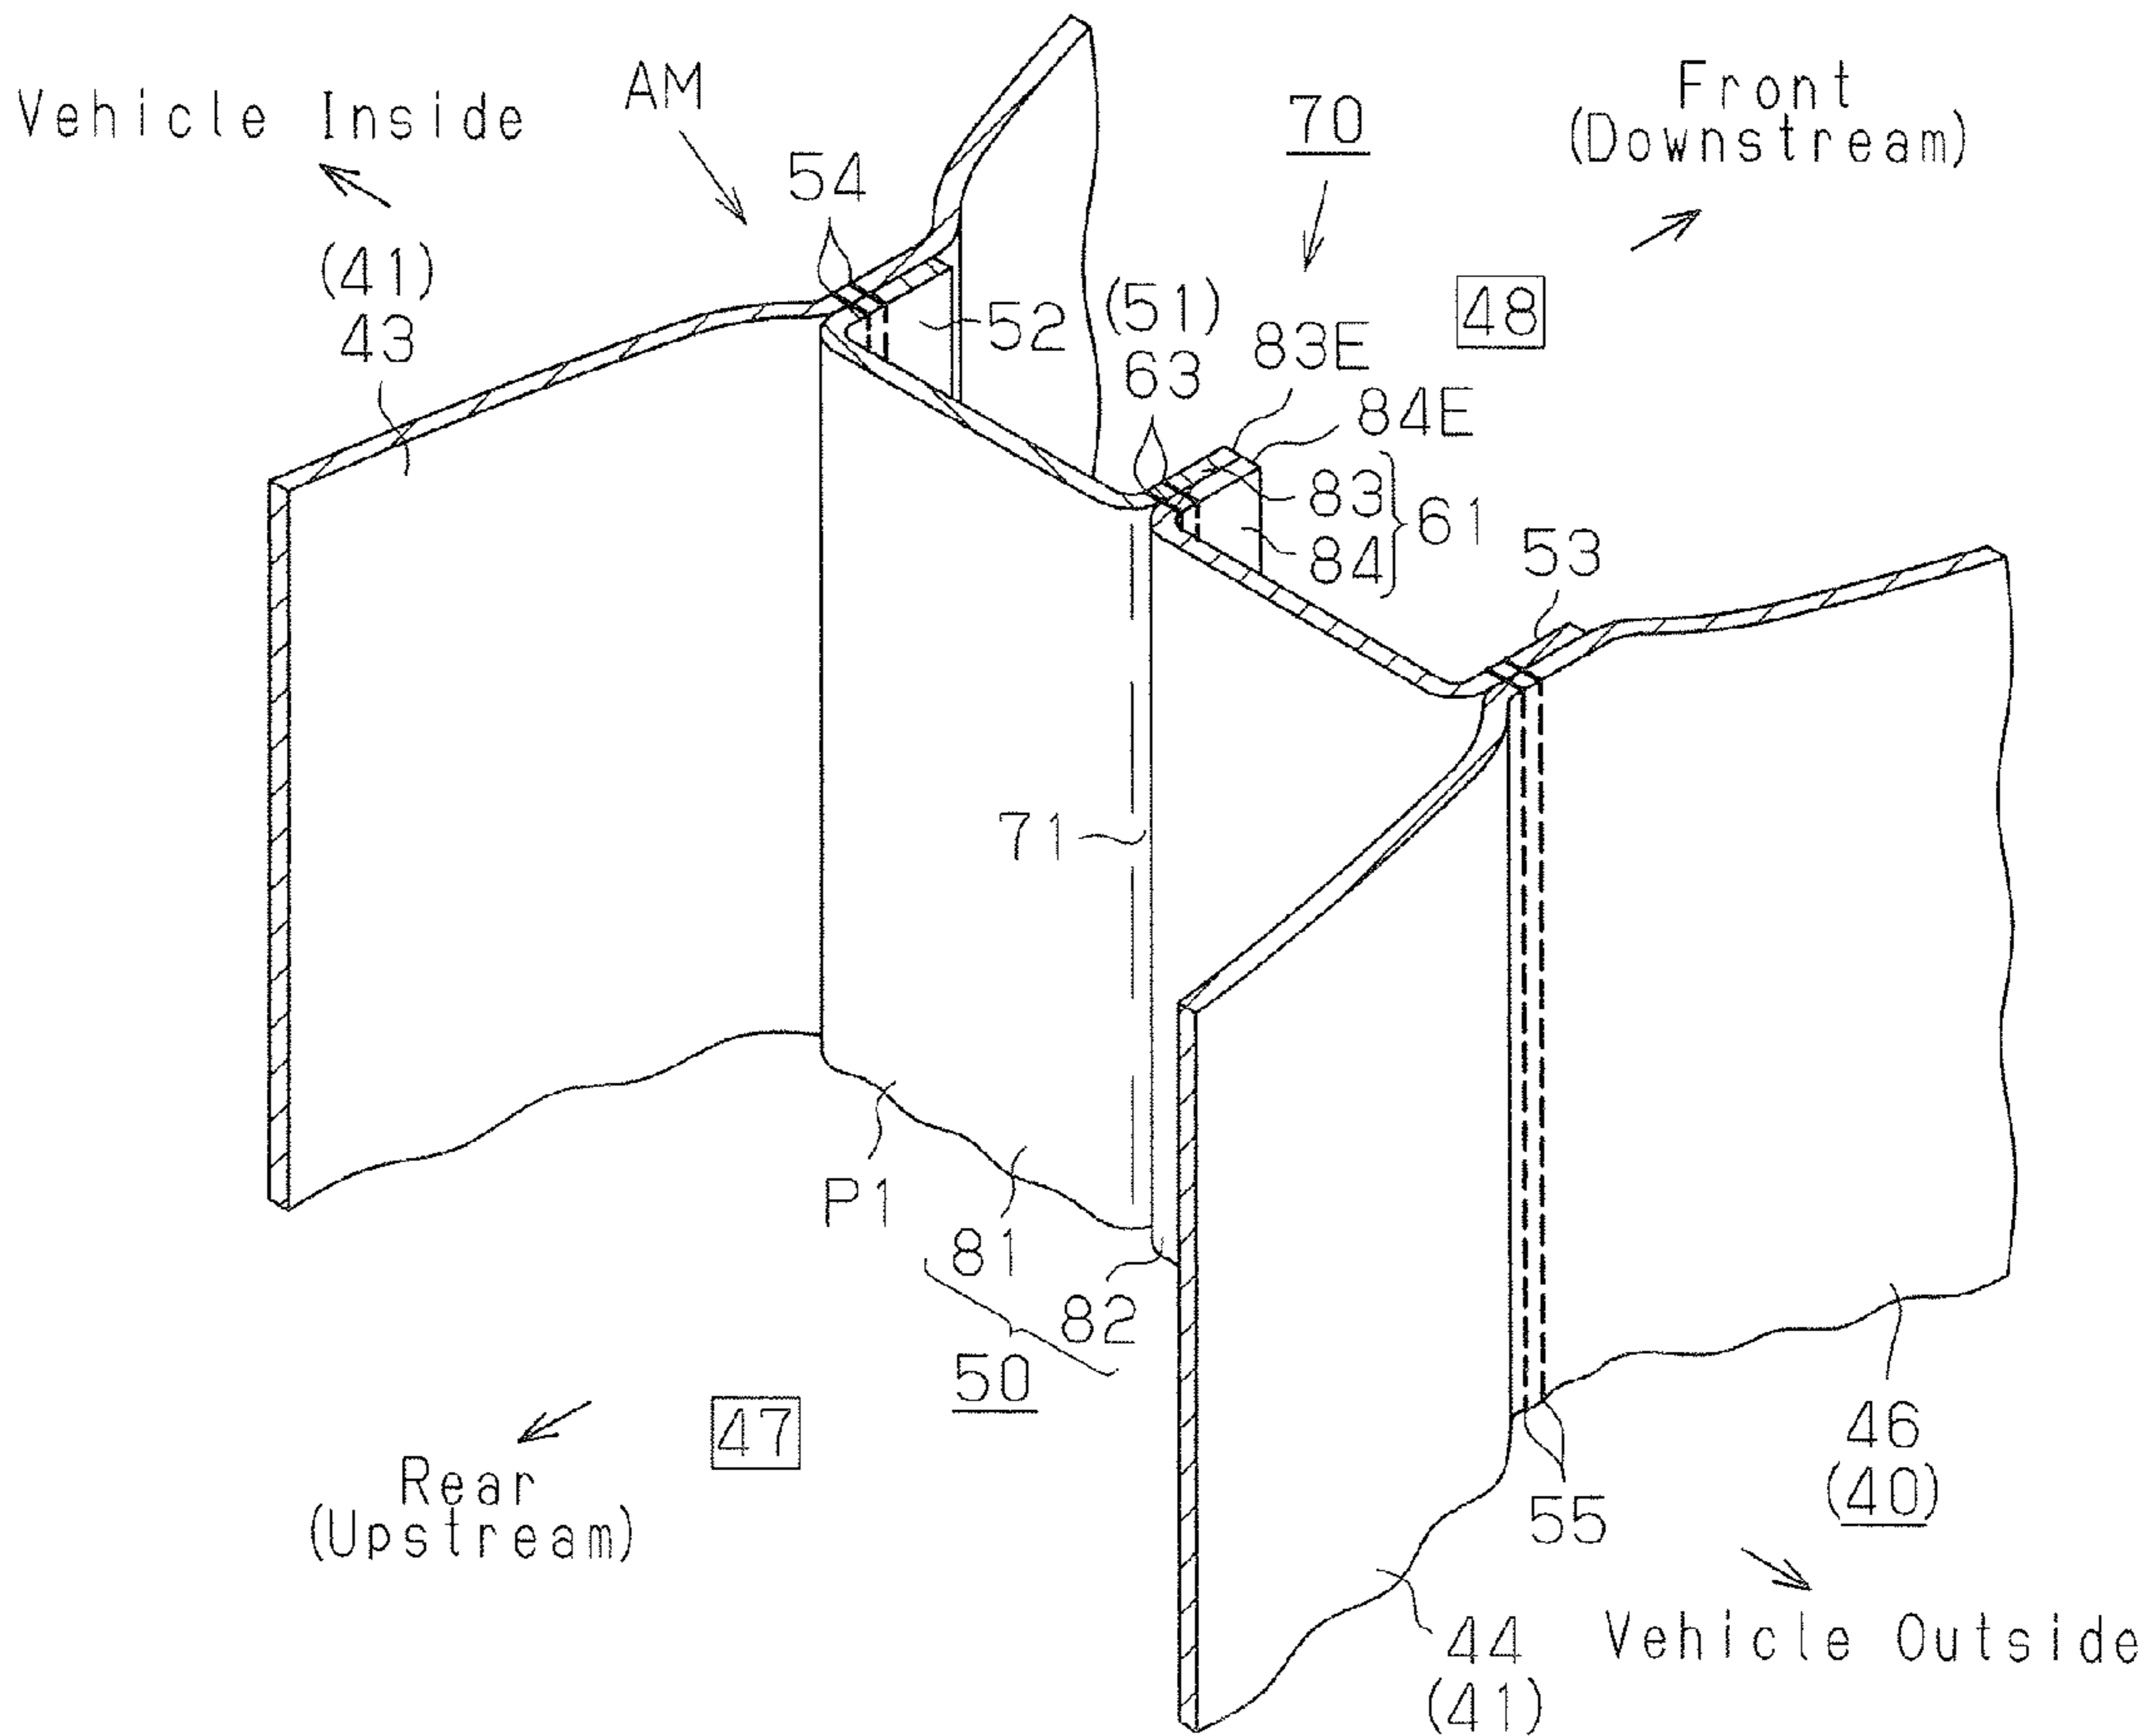 Vehicle Inside
AM
70
Front
(Downstream)
54
(41)
43
52
(51)
63
48
83E
84E
83
84
61
53
71
P1
81
82
50
47
Rear
(Upstream)
46
(40)
55
44
(41)
Vehicle Outside